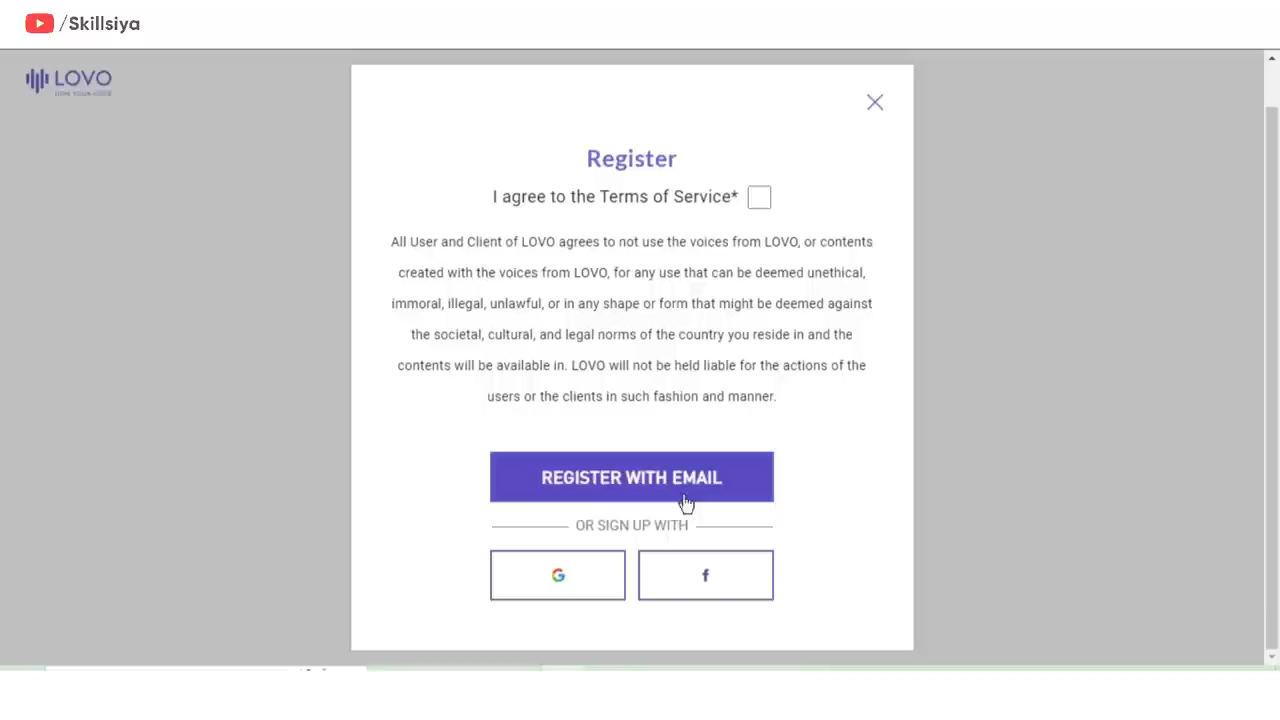 /Skillsiya
LOVO
Register
I agree to the Terms of Service*
All User and Client of LOVO agrees to not use the voices from LOVO, or contents
created with the voices from LOVO, for any use that can be deemed unethical,
immoral, illegal, unlawful, or in any shape or form that might be deemed against
the societal, cultural, and legal norms of the country you reside in and the
contents will be available in. LOVO will not be held liable for the actions of the
users or the clients in such fashion and manner.
REGISTER WITH EMAIL
OR SIGN UP WITH
G
f